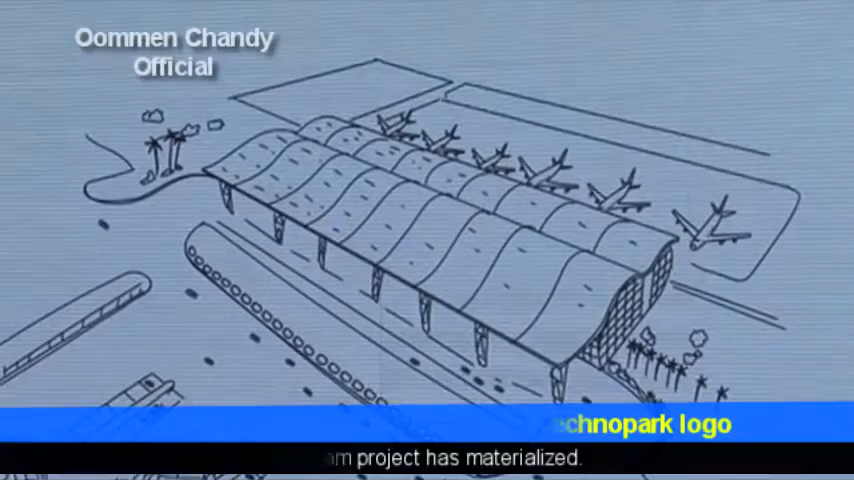 Oommen Chandy
Official
chnopark logo
project has materialized.